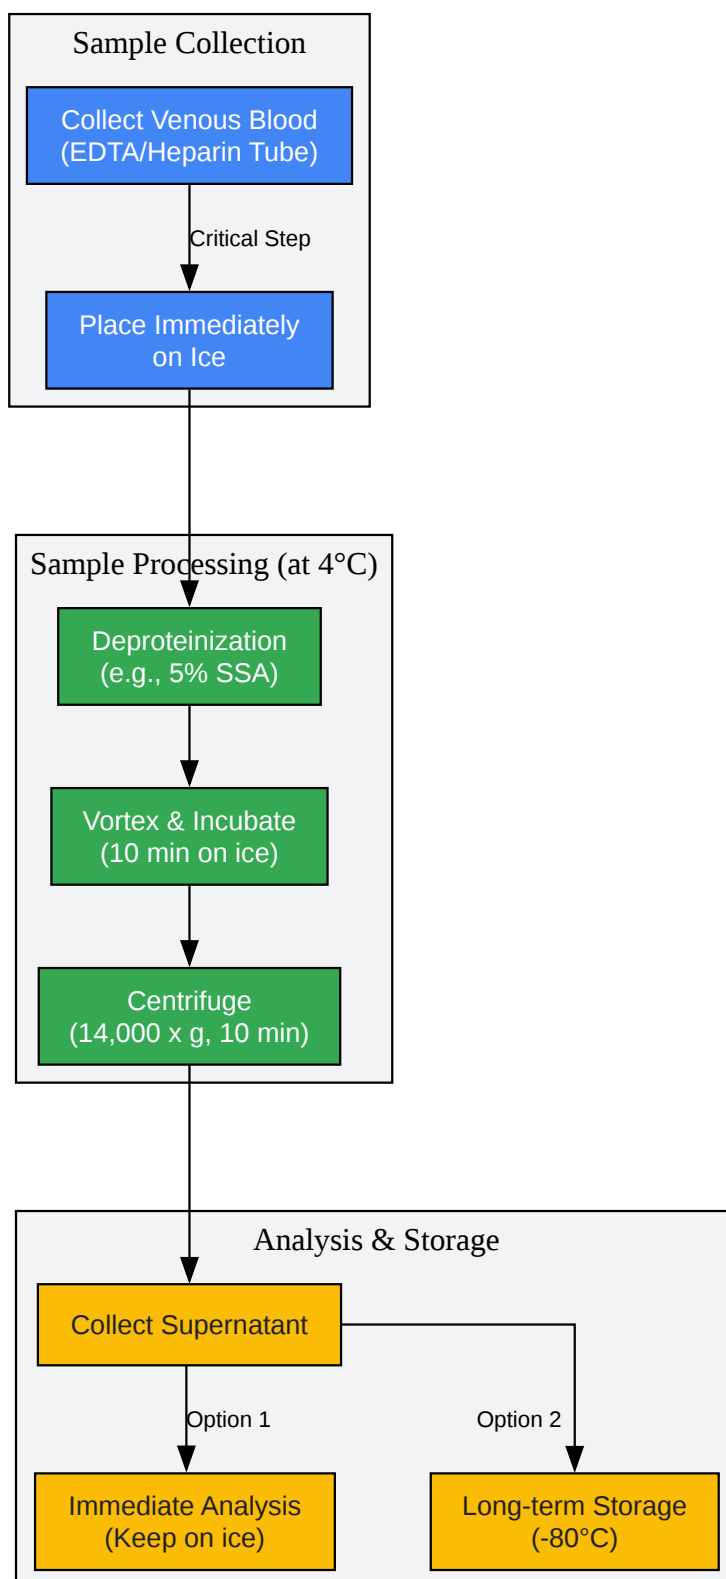 Sample Collection
Collect Venous Blood
(EDTA/Heparin Tube)
Critical Step
Place Immediately
on Ice
Sample Processing (at 4°C)
Deproteinization
(e.g., 5% SSA)
Vortex & Incubate
(10 min on ice)
Centrifuge
(14,000 x g, 10 min)
Analysis & Storage
Collect Supernatant
Option 1
Option 2
Immediate Analysis
(Keep on ice)
Long-term Storage
(-80°C)